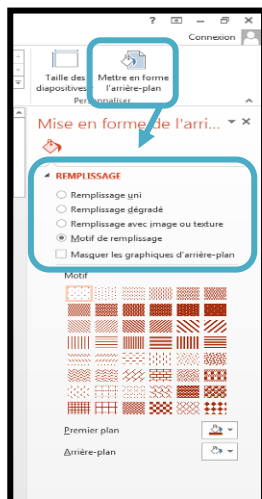 Connexion
Taille des
diapositives
Mettre en forme
l'arrière-plan
Personnaliser
Mise en forme de l'arri...
REMPLISSAGE
Remplissage uni
Remplissage dégradé
Remplissage avec image ou texture
Motif de remplissage
Masquer les graphiques d'arrière-plan
Motif
Premier plan
Arrière-plan